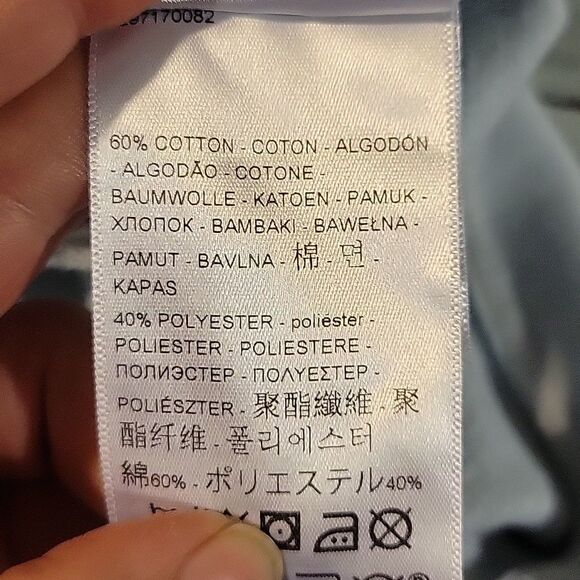 60% COTTON - COTON - ALGODÓN
- ALGODÃO - COTONE -
BAUMWOLLE - KATOEN - PAMUK -
ХЛОПОК - BAMBAKI - BAWEŁNA -
PAMUT - BAVLNA - 棉 - 면 -
KAPAS
40% POLYESTER - poliéster -
POLIESTER - POLIESTERE -
ПОЛИЭСТЕР - ΠΟΛΥΕΣΤΕΡ -
POLIÉSZTER - 聚酯纖維 - 聚
酯纤维 - 폴리에스터
綿60% - ポリエステル40%